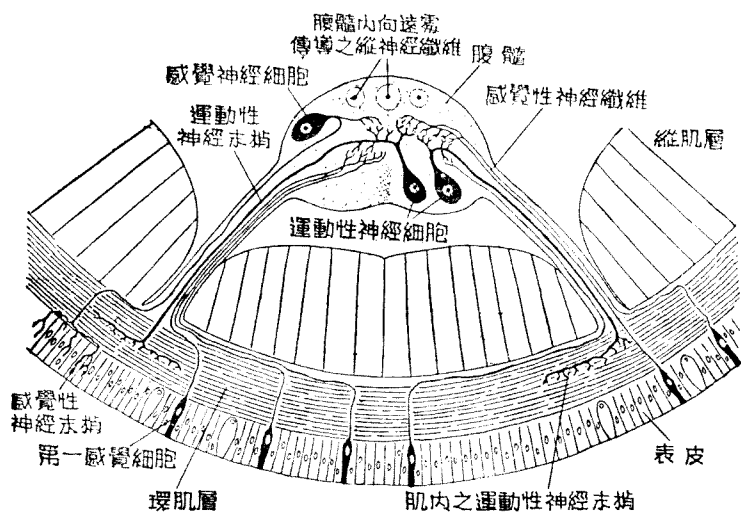 腹髓內向遠處
傳導之縱神經纖維
腹髓
感覺神經細胞
感覺性神經纖維
運動性
神經末梢
縱肌層
運動性神經細胞
感覺性
神經末梢
第一感覺細胞
環肌層
肌內之運動性神經末梢
表皮